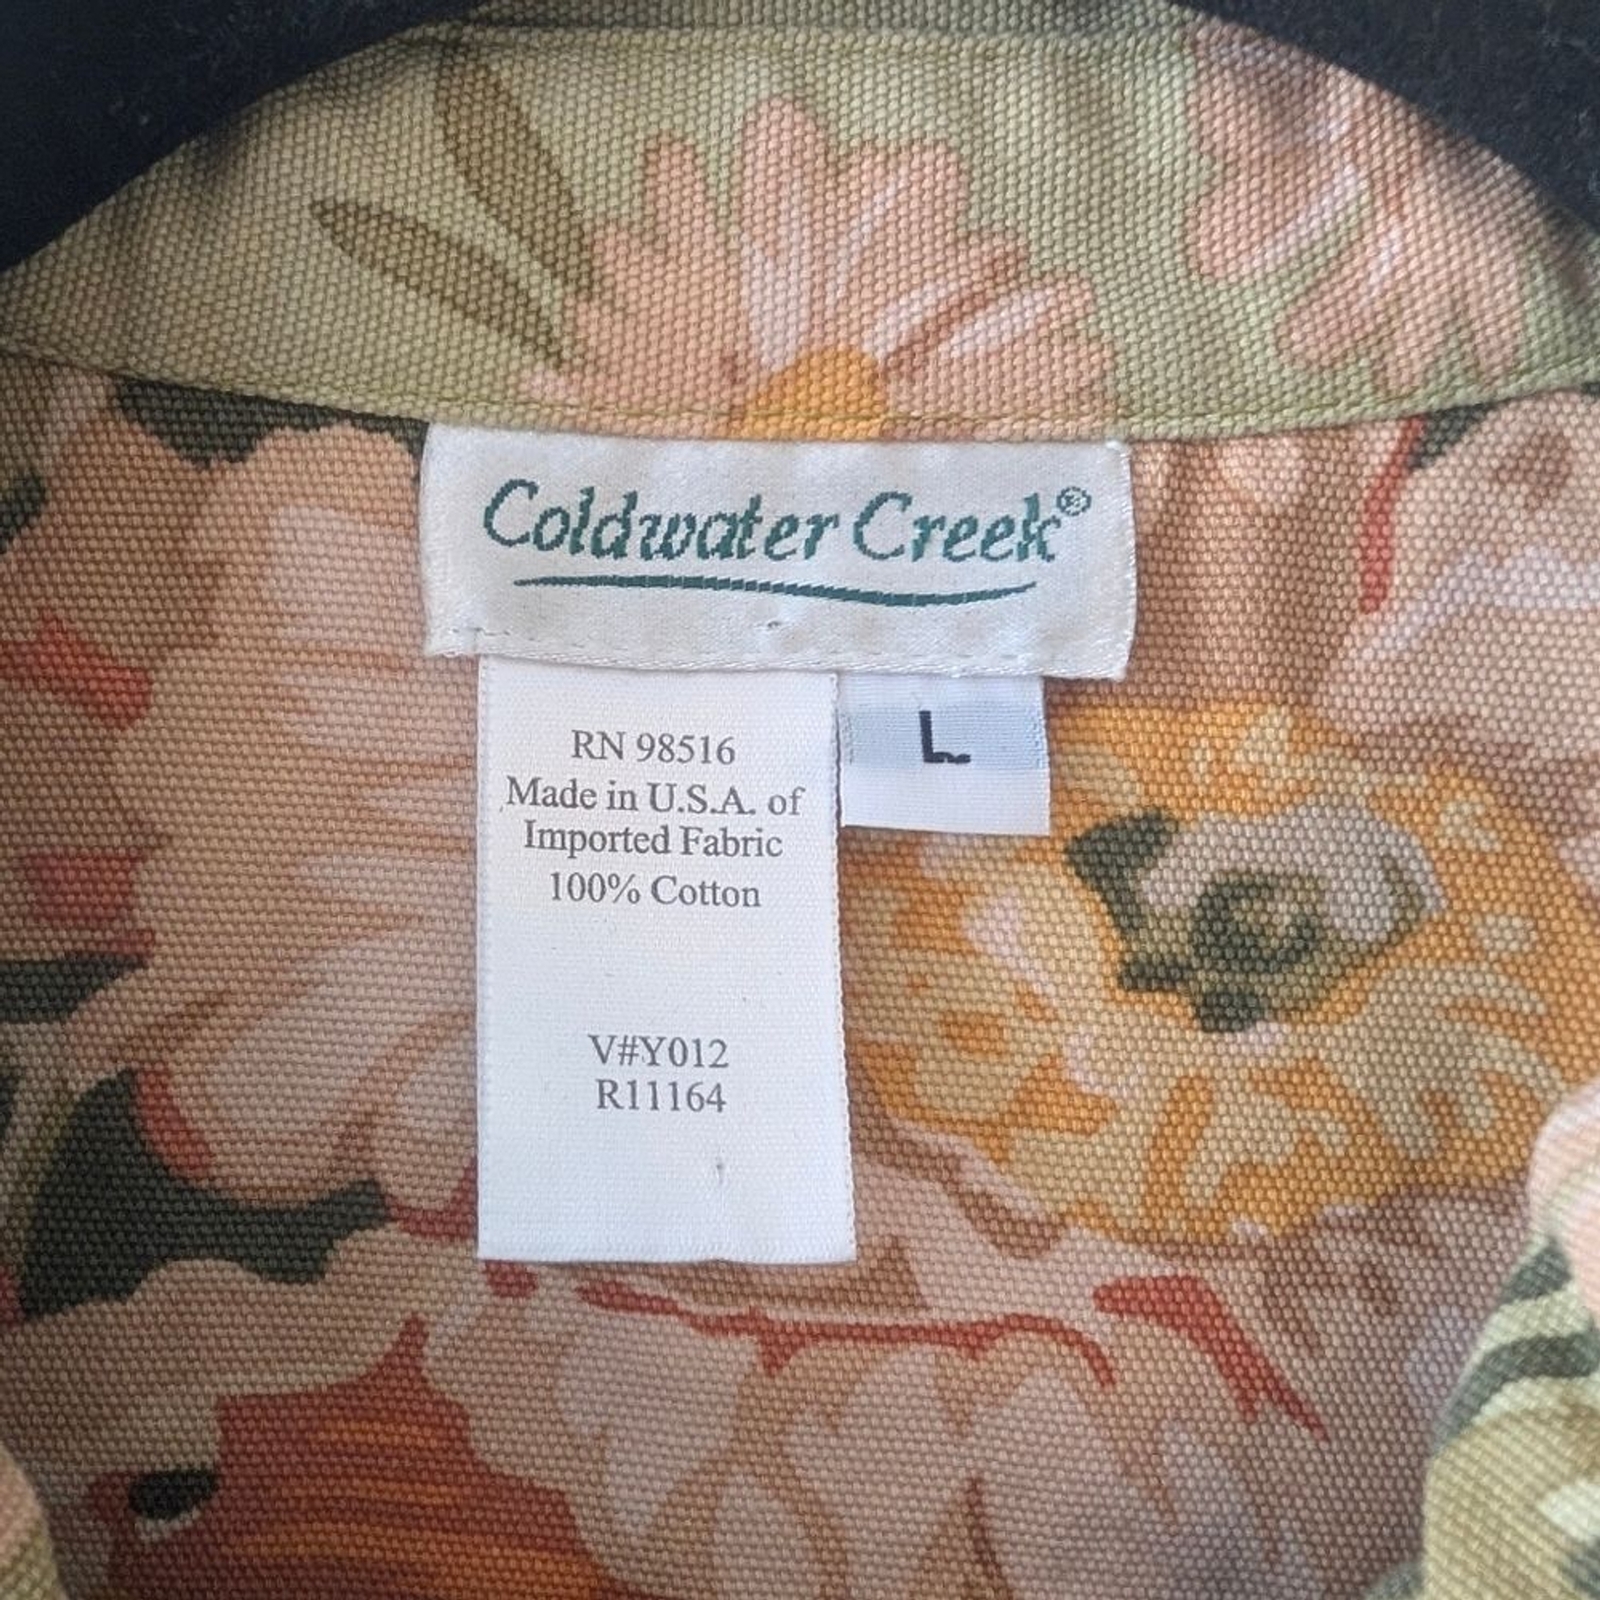 Coldwater Creek®
L
RN 98516
Made in U.S.A. of
Imported Fabric
100% Cotton
V#Y012
R11164